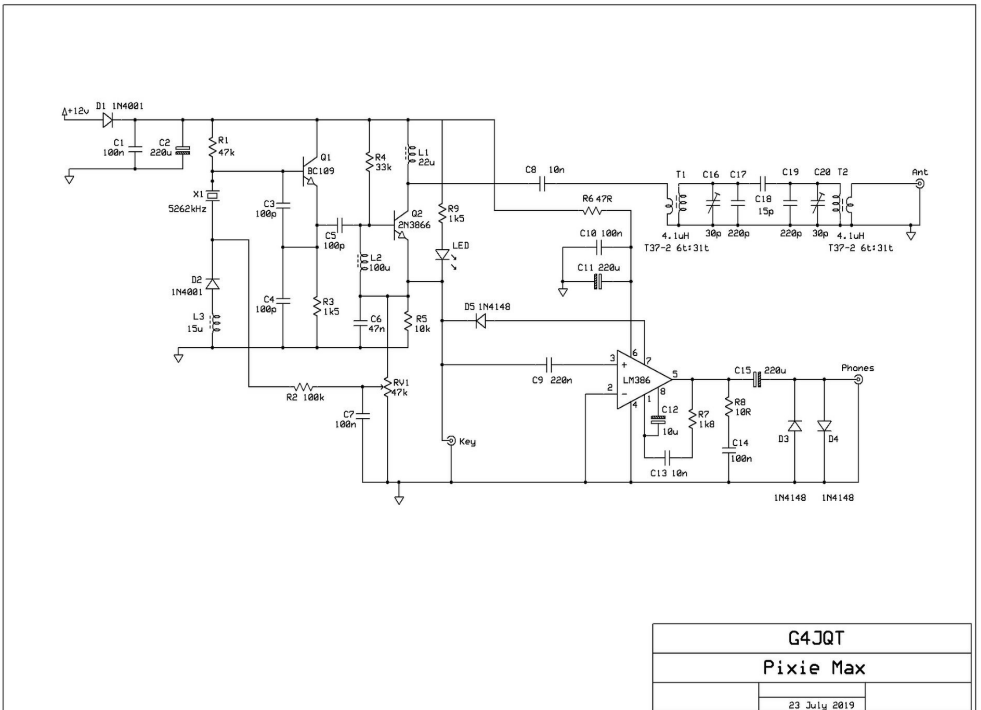 +12v
D1 1N4001
C1
100n
C2
220u
R1
47k
Q1
BC109
R4
33k
L1
22u
C8 10n
T1 C16 C17 C19 C20 T2 Ant
X1
5262kHz
C3
100p
Q2
2N3866
R9
1k5
R6 47R
C18
15p
30p 220p 220p 30p
4.1uH 4.1uH
T37-2 6t:31t T37-2 6t:31t
C5
100p
LED
C10 100n
C11 220u
L2
100u
D2
1N4001
L3
15u
C4
100p
R3
1k5
C6
47n
R5
10k
D5 1N4148
RV1
47k
R2 100k
C7
100n
C9 220n
3
+
2
-
6
7
LM386
5
4
1
8
C12
10u
R7
1k8
C13 10n
C15 220u
Phones
R8
10R
C14
100n
D3 D4
1N4148 1N4148
Key
G4JQT
Pixie Max
23 July 2019